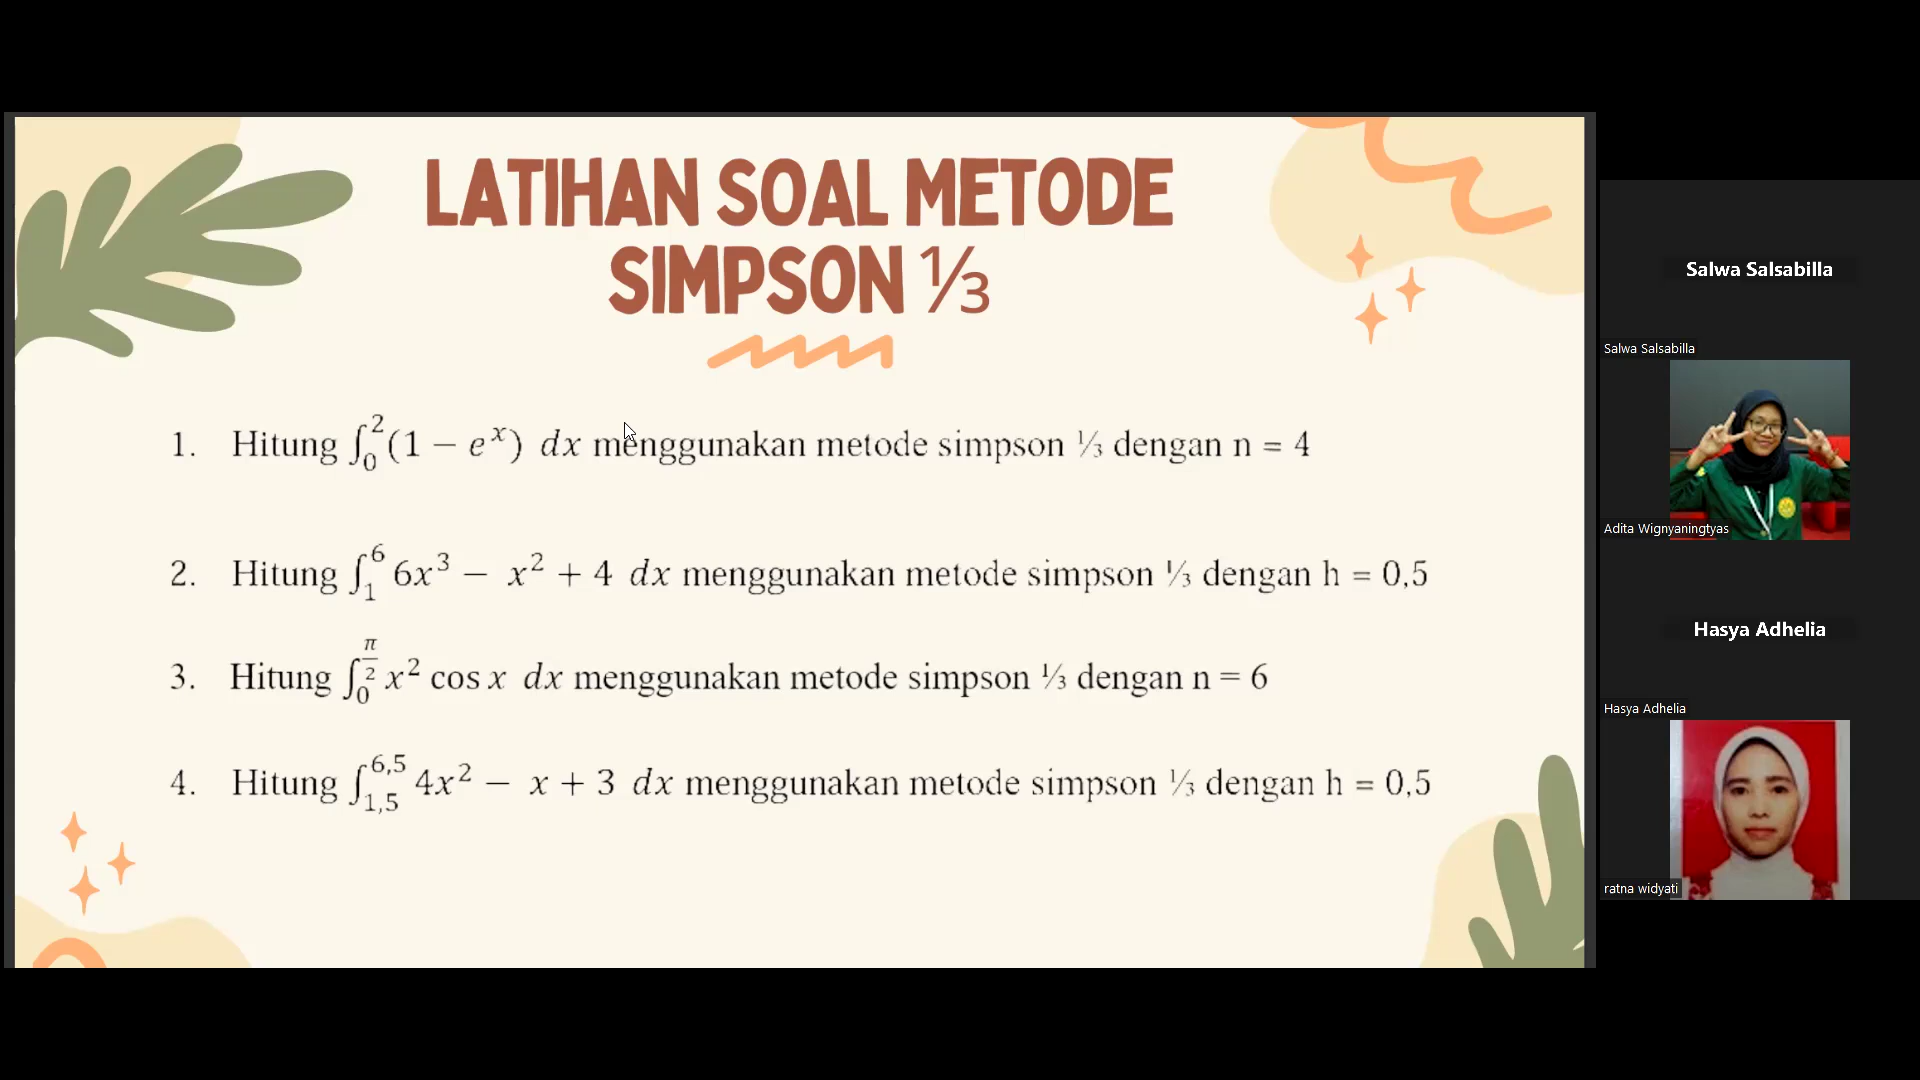 LATIHAN SOAL METODE
SIMPSON ⅓
1. Hitung ∫₀² (1 − eˣ) dx menggunakan metode simpson ⅓ dengan n = 4
2. Hitung ∫₁⁶ 6x³ − x² + 4 dx menggunakan metode simpson ⅓ dengan h = 0,5
3. Hitung ∫₀^(π/2) x² cos x dx menggunakan metode simpson ⅓ dengan n = 6
4. Hitung ∫_(1,5)^(6,5) 4x² − x + 3 dx menggunakan metode simpson ⅓ dengan h = 0,5
Salwa Salsabilla
Salwa Salsabilla
Adita Wignyaningtyas
Hasya Adhelia
Hasya Adhelia
ratna widyati